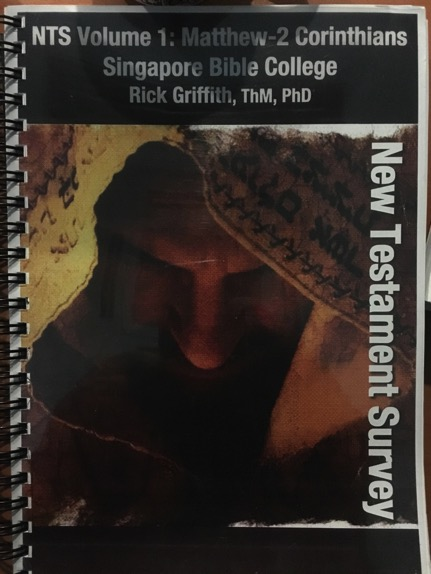 NTS Volume 1: Matthew-2 Corinthians
Singapore Bible College
Rick Griffith, ThM, PhD
New Testament Survey